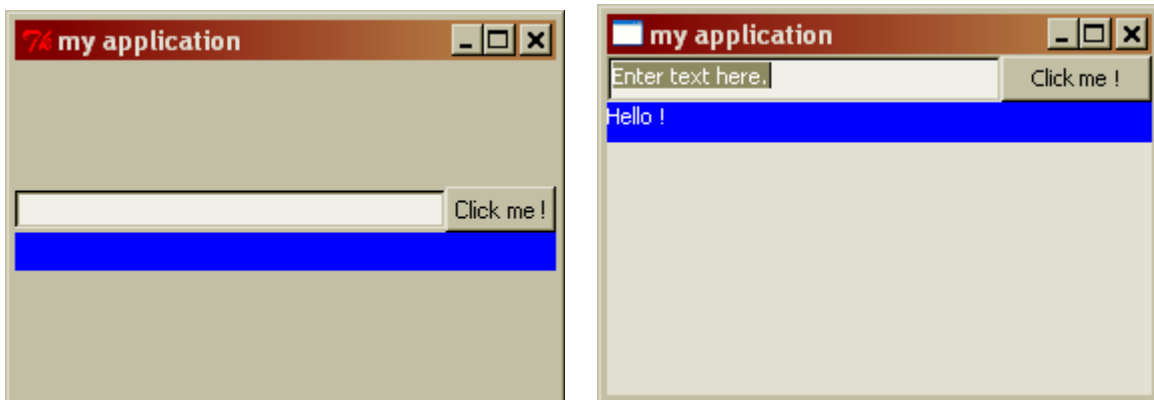 my application
Click me !
my application
Enter text here.
Click me !
Hello !